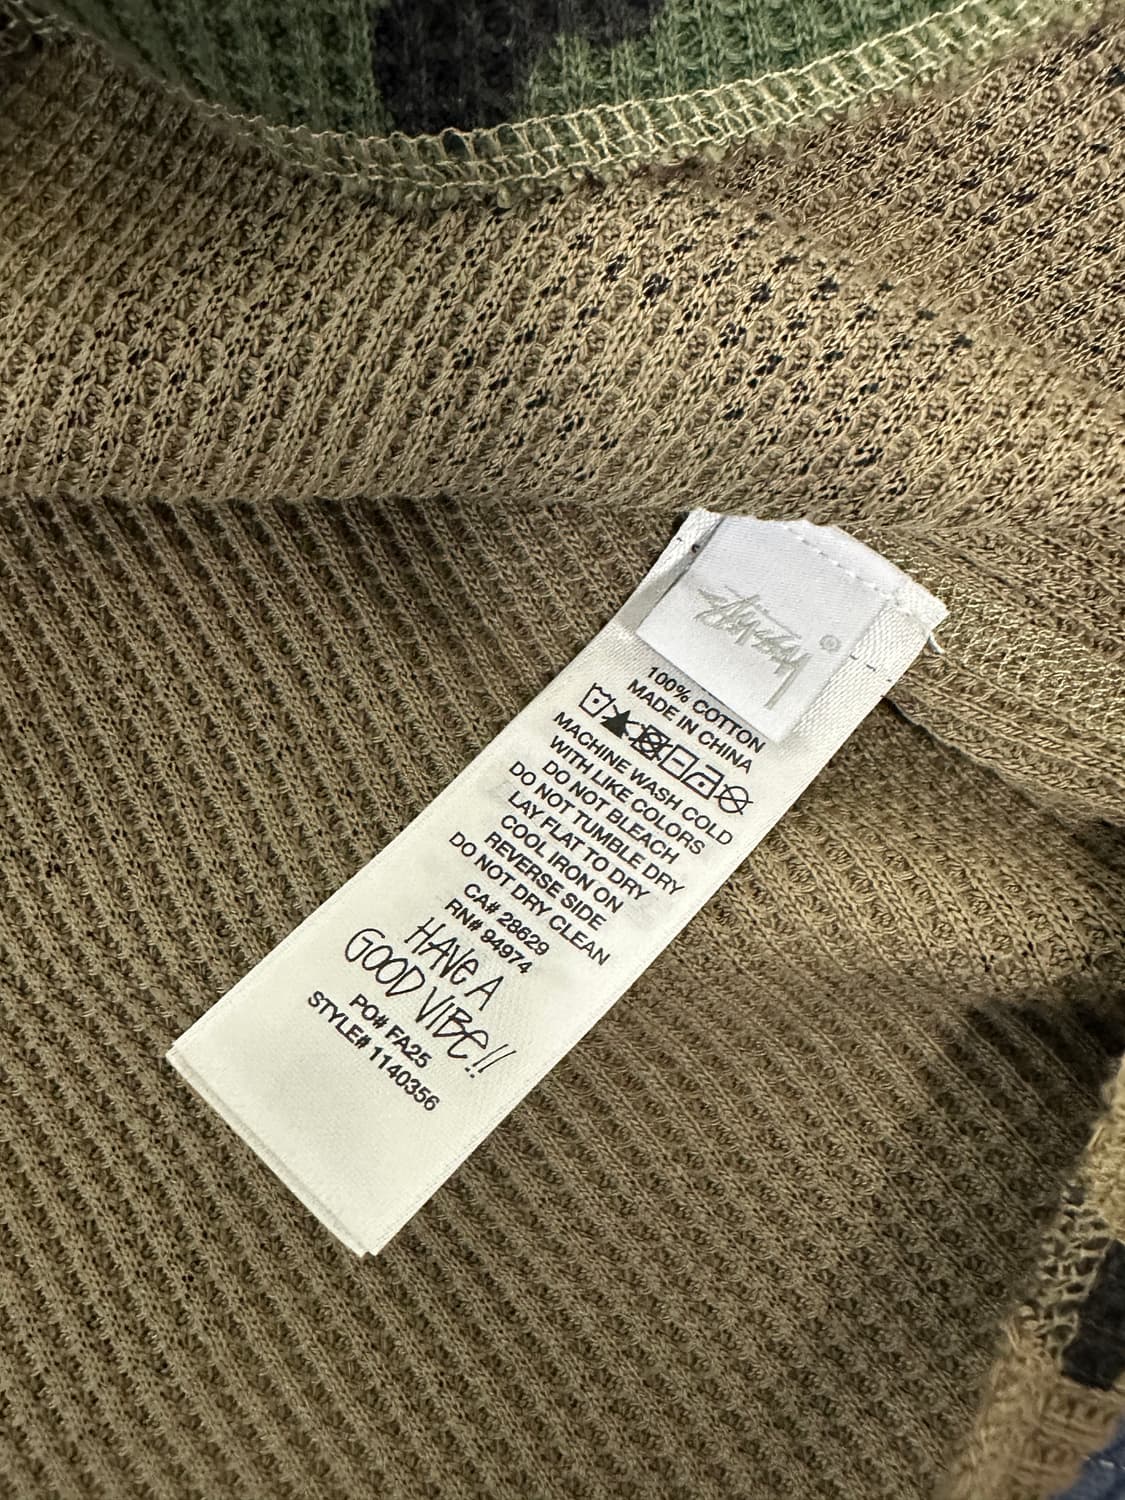 Stüssy ®
100% COTTON
MADE IN CHINA
MACHINE WASH COLD
WITH LIKE COLORS
DO NOT BLEACH
DO NOT TUMBLE DRY
LAY FLAT TO DRY
COOL IRON ON
REVERSE SIDE
DO NOT DRY CLEAN
CA# 28629
RN# 94974
HAVE A
GOOD VIBE!!
PO# FA25
STYLE# 1140356